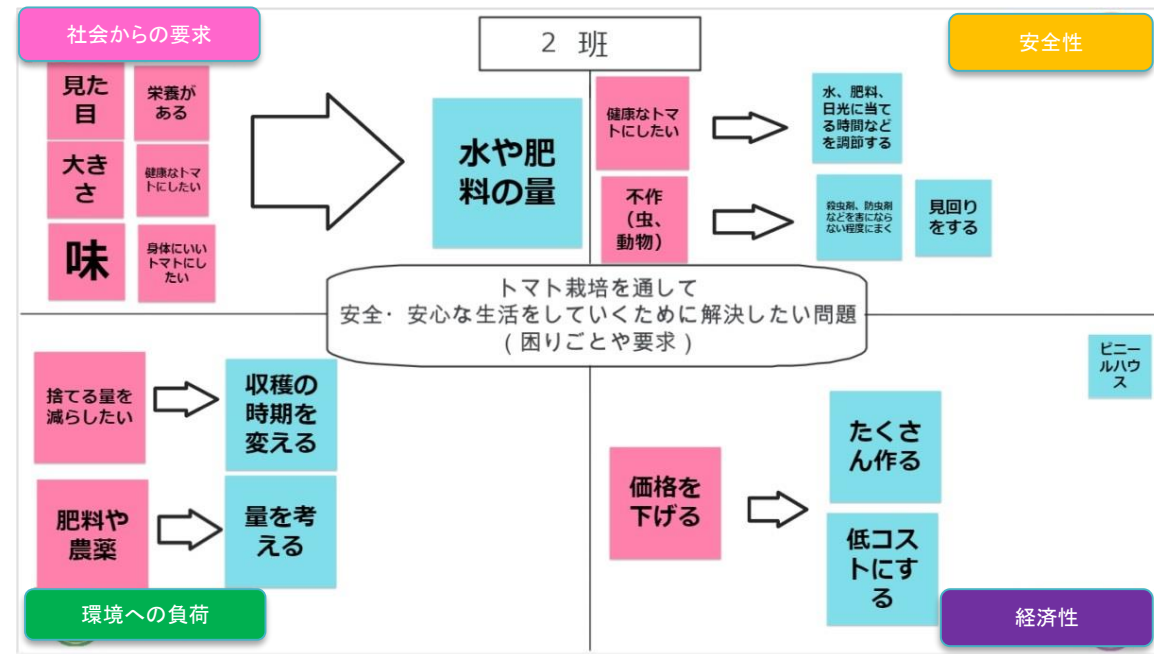 社会からの要求
2 班
安全性
見た
目
栄養が
ある
大き
さ
健康なトマ
トにしたい
味
身体にいい
トマトにし
たい
水や肥
料の量
健康なトマ
トにしたい
水、肥料、
日光に当て
る時間など
を調節する
不作
(虫、
動物)
殺虫剤、防虫剤
などを害になら
ない程度にまく
見回り
をする
トマト栽培を通して
安全・安心な生活をしていくために解決したい問題
(困りごとや要求)
捨てる量を
減らしたい
収穫の
時期を
変える
肥料や
農薬
量を考
える
環境への負荷
ビニー
ルハウ
ス
価格を
下げる
たくさ
ん作る
低コス
トにす
る
経済性